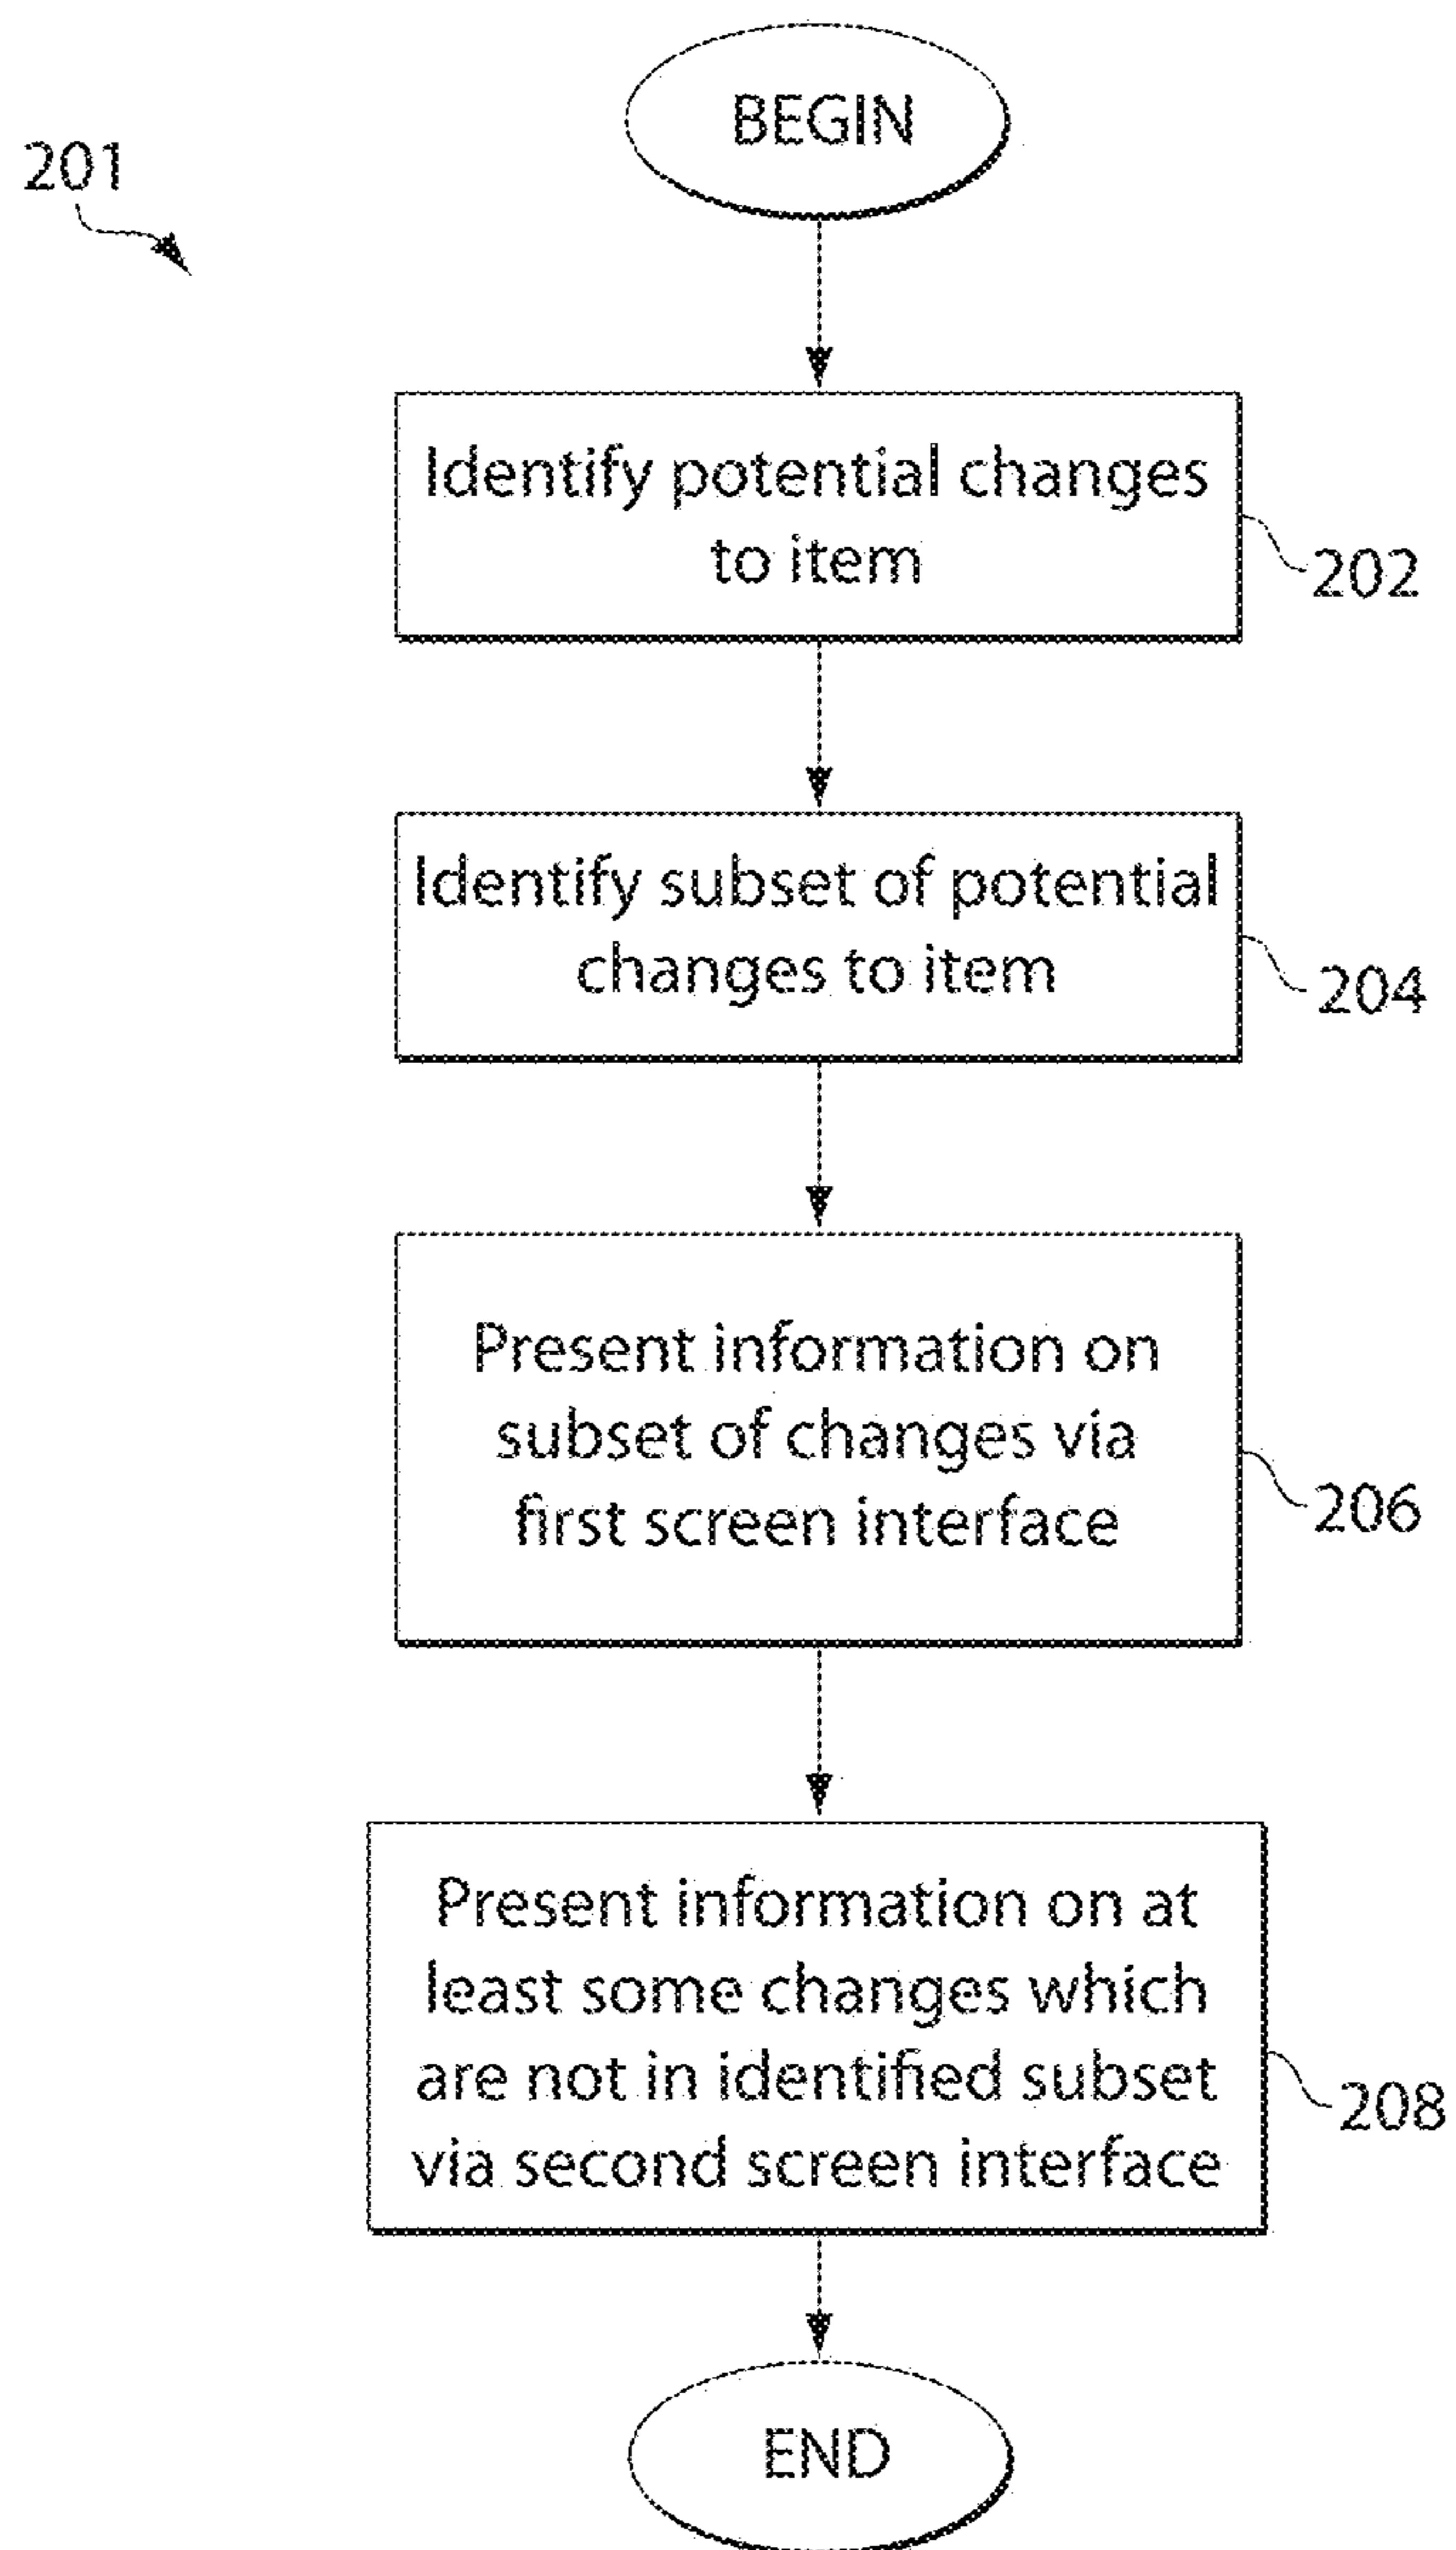 BEGIN
201
Identify potential changes
to item
202
Identify subset of potential
changes to item
204
Present information on
subset of changes via
first screen interface
206
Present information on at
least some changes which
are not in identified subset
via second screen interface
208
END